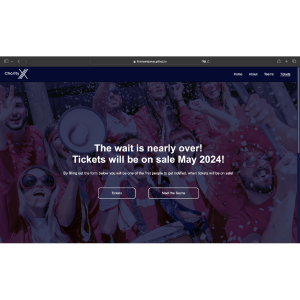 Charity X
Home About Teams Tickets
The wait is nearly over!
Tickets will be on sale May 2024!
By filling out the form below you will be one of the first people to get notified, when tickets will be on sale!
Tickets
Meet the Teams